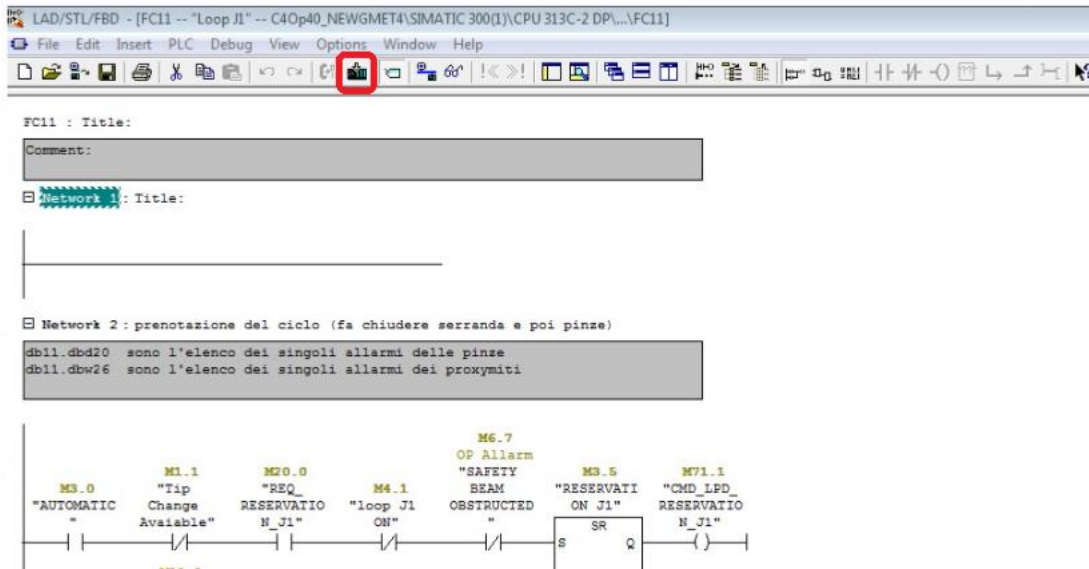 LAD/STL/FBD - [FC11 -- "Loop J1" -- C4Op40_NEWGMET4\SIMATIC 300(1)\CPU 313C-2 DP\...\FC11]
File Edit Insert PLC Debug View Options Window Help
FC11 : Title:
Comment:
Network 1: Title:
Network 2 : prenotazione del ciclo (fa chiudere serranda e poi pinze)
db11.dbd20 sono l'elenco dei singoli allarmi delle pinze
db11.dbw26 sono l'elenco dei singoli allarmi dei proxymiti
M6.7
OP Allarm
M1.1 M20.0 "SAFETY M3.5 M71.1
M3.0 "Tip "REQ_ M4.1 BEAM "RESERVATI "CMD_LPD_
"AUTOMATIC Change RESERVATIO "loop J1 OBSTRUCTED ON J1" RESERVATIO
" Avaiable" N_J1" ON" " SR N_J1"
S Q